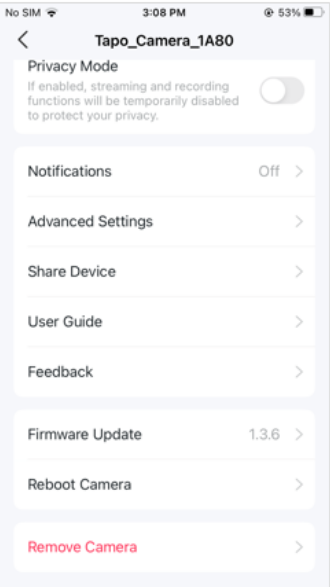 No SIM 3:08 PM 53%
Tapo_Camera_1A80
Privacy Mode
If enabled, streaming and recording
functions will be temporarily disabled
to protect your privacy.
Notifications Off
Advanced Settings
Share Device
User Guide
Feedback
Firmware Update 1.3.6
Reboot Camera
Remove Camera